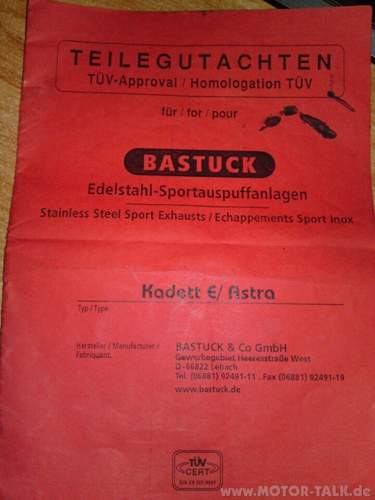 TEILEGUTACHTEN
TÜV-Approval / Homologation TÜV
für / for / pour
BASTUCK
Edelstahl-Sportauspuffanlagen
Stainless Steel Sport Exhausts / Echappements Sport Inox
Kadett E/ Astra
Typ / Type
Hersteller / Manufacturer /
Fabriquant.
BASTUCK & Co GmbH
Gewerbegebiet Heeresstraße West
D-66822 Lebach
Tel. (06881) 92491-11 . Fax (06881) 92491-19
www.bastuck.de
TÜV
CERT
www.MOTOR-TALK.de